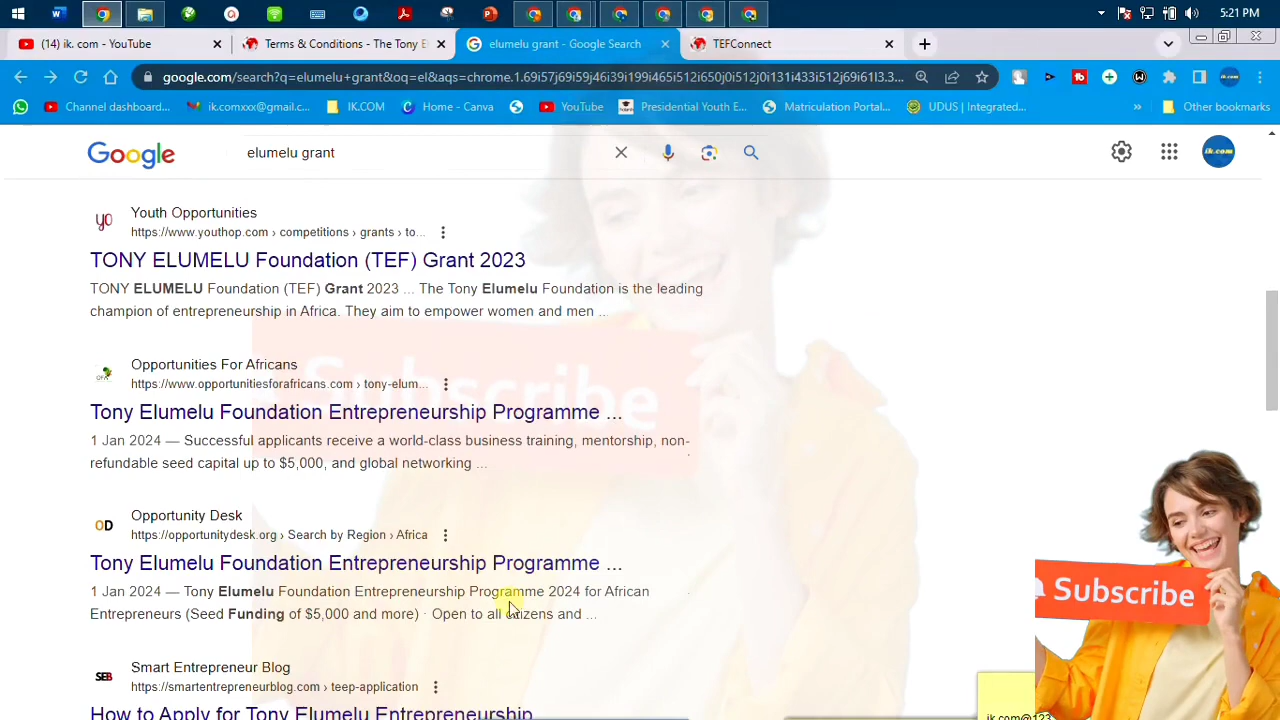 5:21 PM
(14) ik. com - YouTube
Terms & Conditions - The Tony E
elumelu grant - Google Search
TEFConnect
google.com/search?q=elumelu+grant&oq=el&aqs=chrome.1.69i57j69i59j46i39i199i465i512i650j0i512j0i131i433i512j69i61l3.3...
Channel dashboard...
ik.comxxx@gmail.c...
IK.COM
Home - Canva
YouTube
Presidential Youth E...
Matriculation Portal...
UDUS | Integrated...
»
Other bookmarks
Google
elumelu grant
ik.com
Youth Opportunities
https://www.youthop.com › competitions › grants › to...
TONY ELUMELU Foundation (TEF) Grant 2023
TONY ELUMELU Foundation (TEF) Grant 2023 ... The Tony Elumelu Foundation is the leading
champion of entrepreneurship in Africa. They aim to empower women and men ...
Opportunities For Africans
https://www.opportunitiesforafricans.com › tony-elum...
Tony Elumelu Foundation Entrepreneurship Programme ...
1 Jan 2024 — Successful applicants receive a world-class business training, mentorship, non-
refundable seed capital up to $5,000, and global networking ...
Subscribe
OD
Opportunity Desk
https://opportunitydesk.org › Search by Region › Africa
Tony Elumelu Foundation Entrepreneurship Programme ...
1 Jan 2024 — Tony Elumelu Foundation Entrepreneurship Programme 2024 for African
Entrepreneurs (Seed Funding of $5,000 and more) · Open to all citizens and ...
Subscribe
SEB
Smart Entrepreneur Blog
https://smartentrepreneurblog.com › teep-application
How to Apply for Tony Elumelu Entrepreneurship
ik.com@123